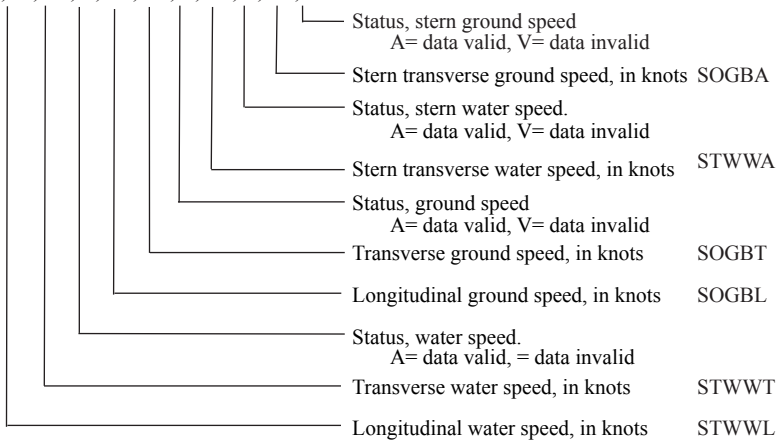 Status, stern ground speed
A= data valid, V= data invalid
Stern transverse ground speed, in knots SOGBA
Status, stern water speed.
A= data valid, V= data invalid
Stern transverse water speed, in knots STWWA
Status, ground speed
A= data valid, V= data invalid
Transverse ground speed, in knots SOGBT
Longitudinal ground speed, in knots SOGBL
Status, water speed.
A= data valid, = data invalid
Transverse water speed, in knots STWWT
Longitudinal water speed, in knots STWWL